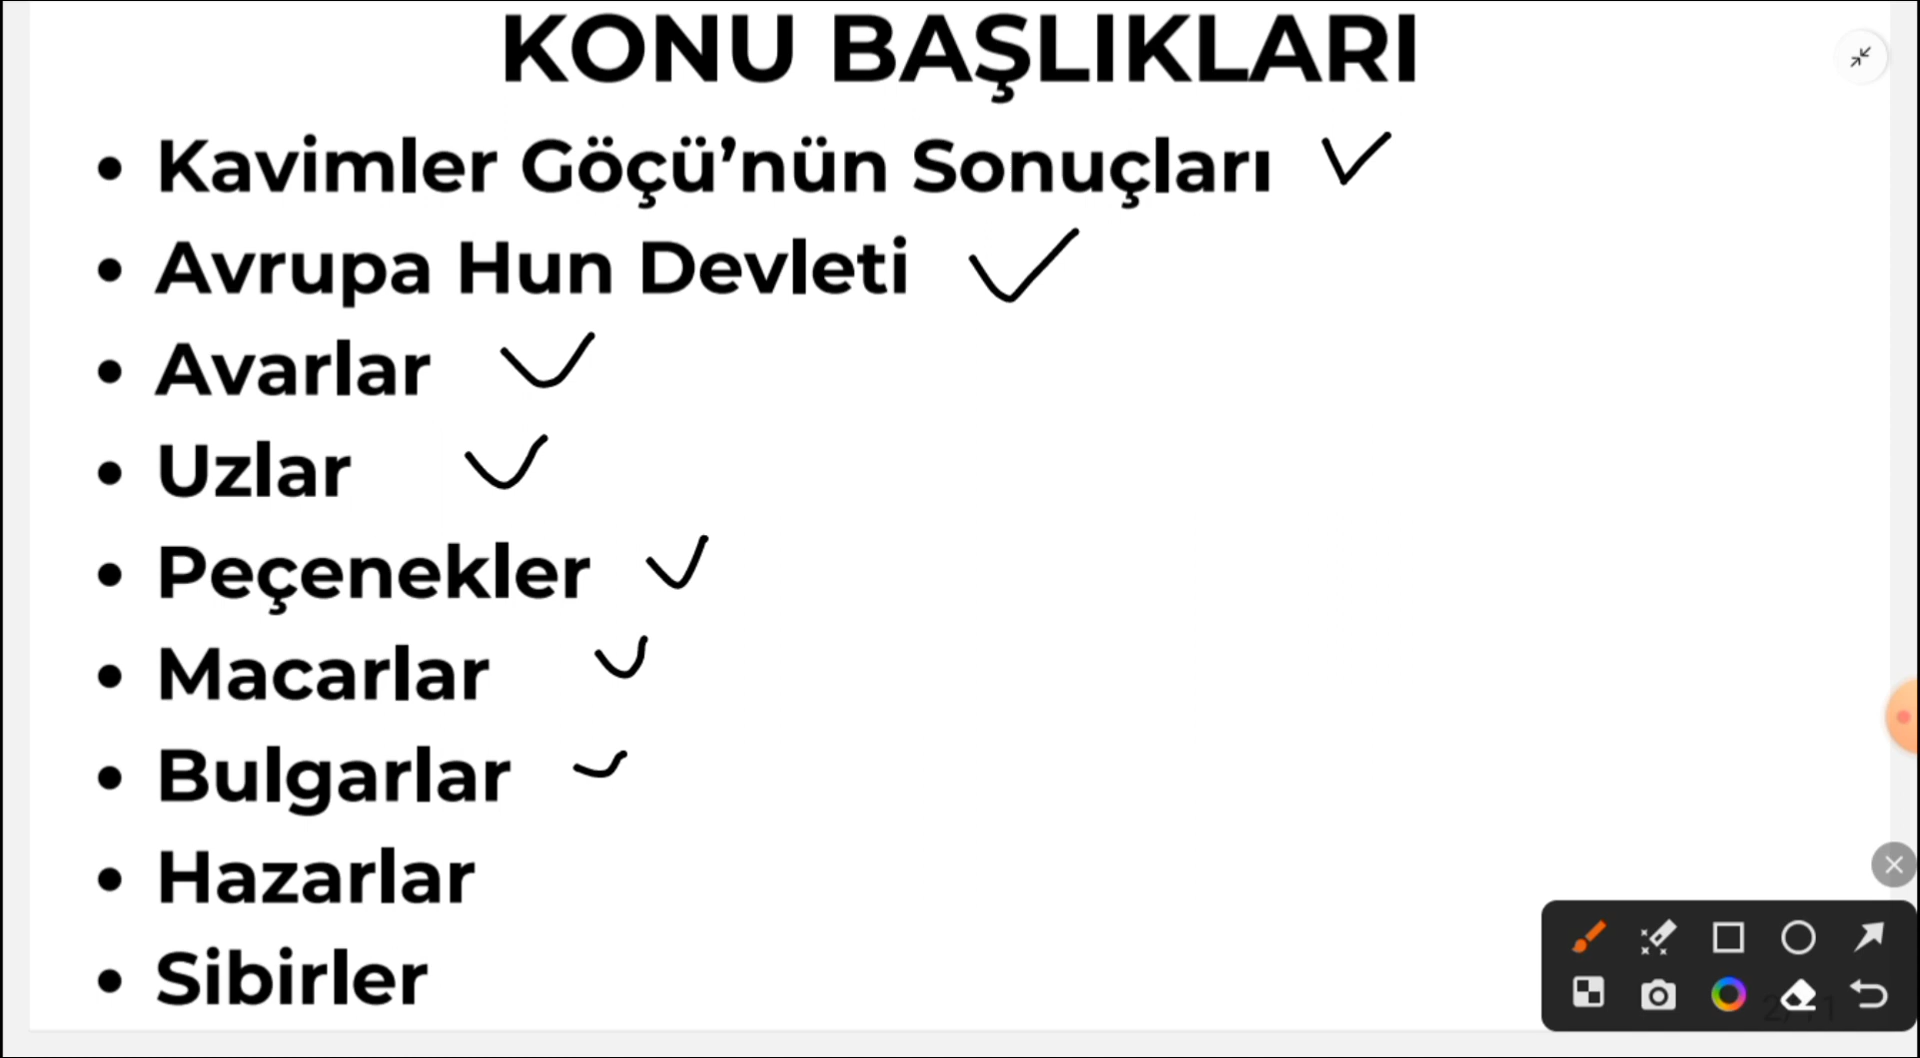 KONU BAŞLIKLARI
• Kavimler Göçü’nün Sonuçları
• Avrupa Hun Devleti
• Avarlar
• Uzlar
• Peçenekler
• Macarlar
• Bulgarlar
• Hazarlar
• Sibirler